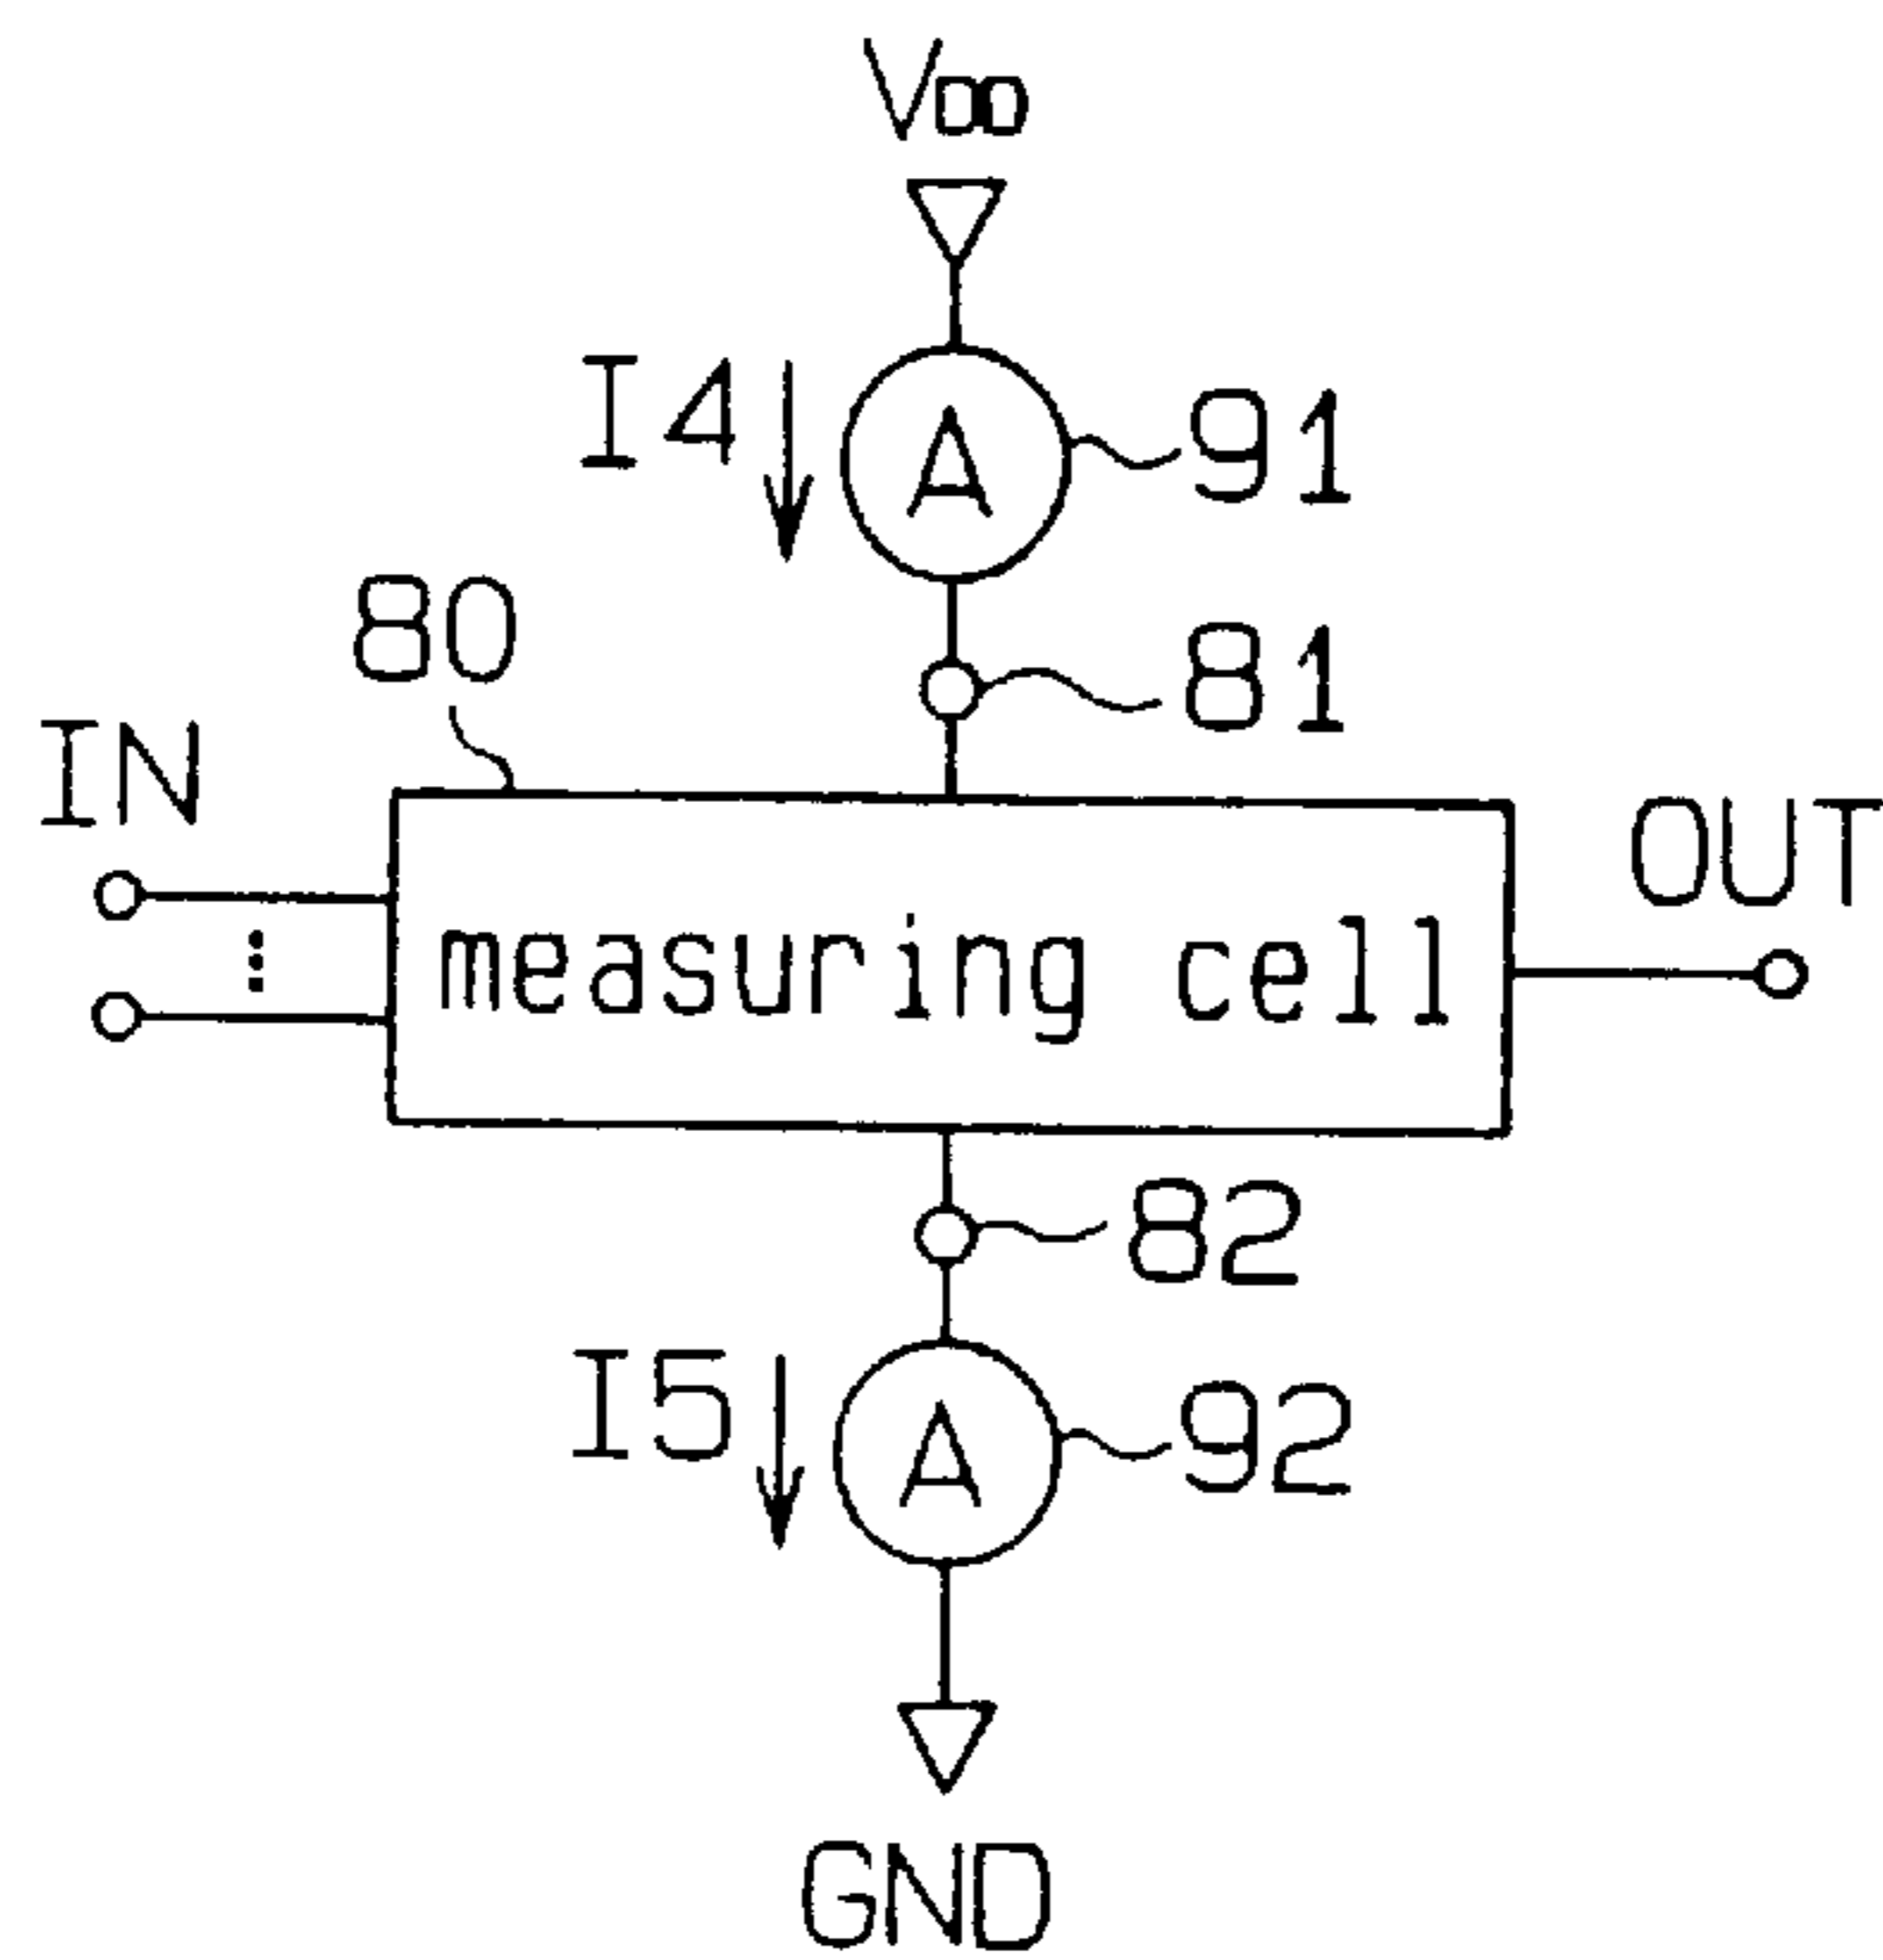 VDD
I4
A
91
80
81
IN
OUT
measuring cell
82
I5
A
92
GND